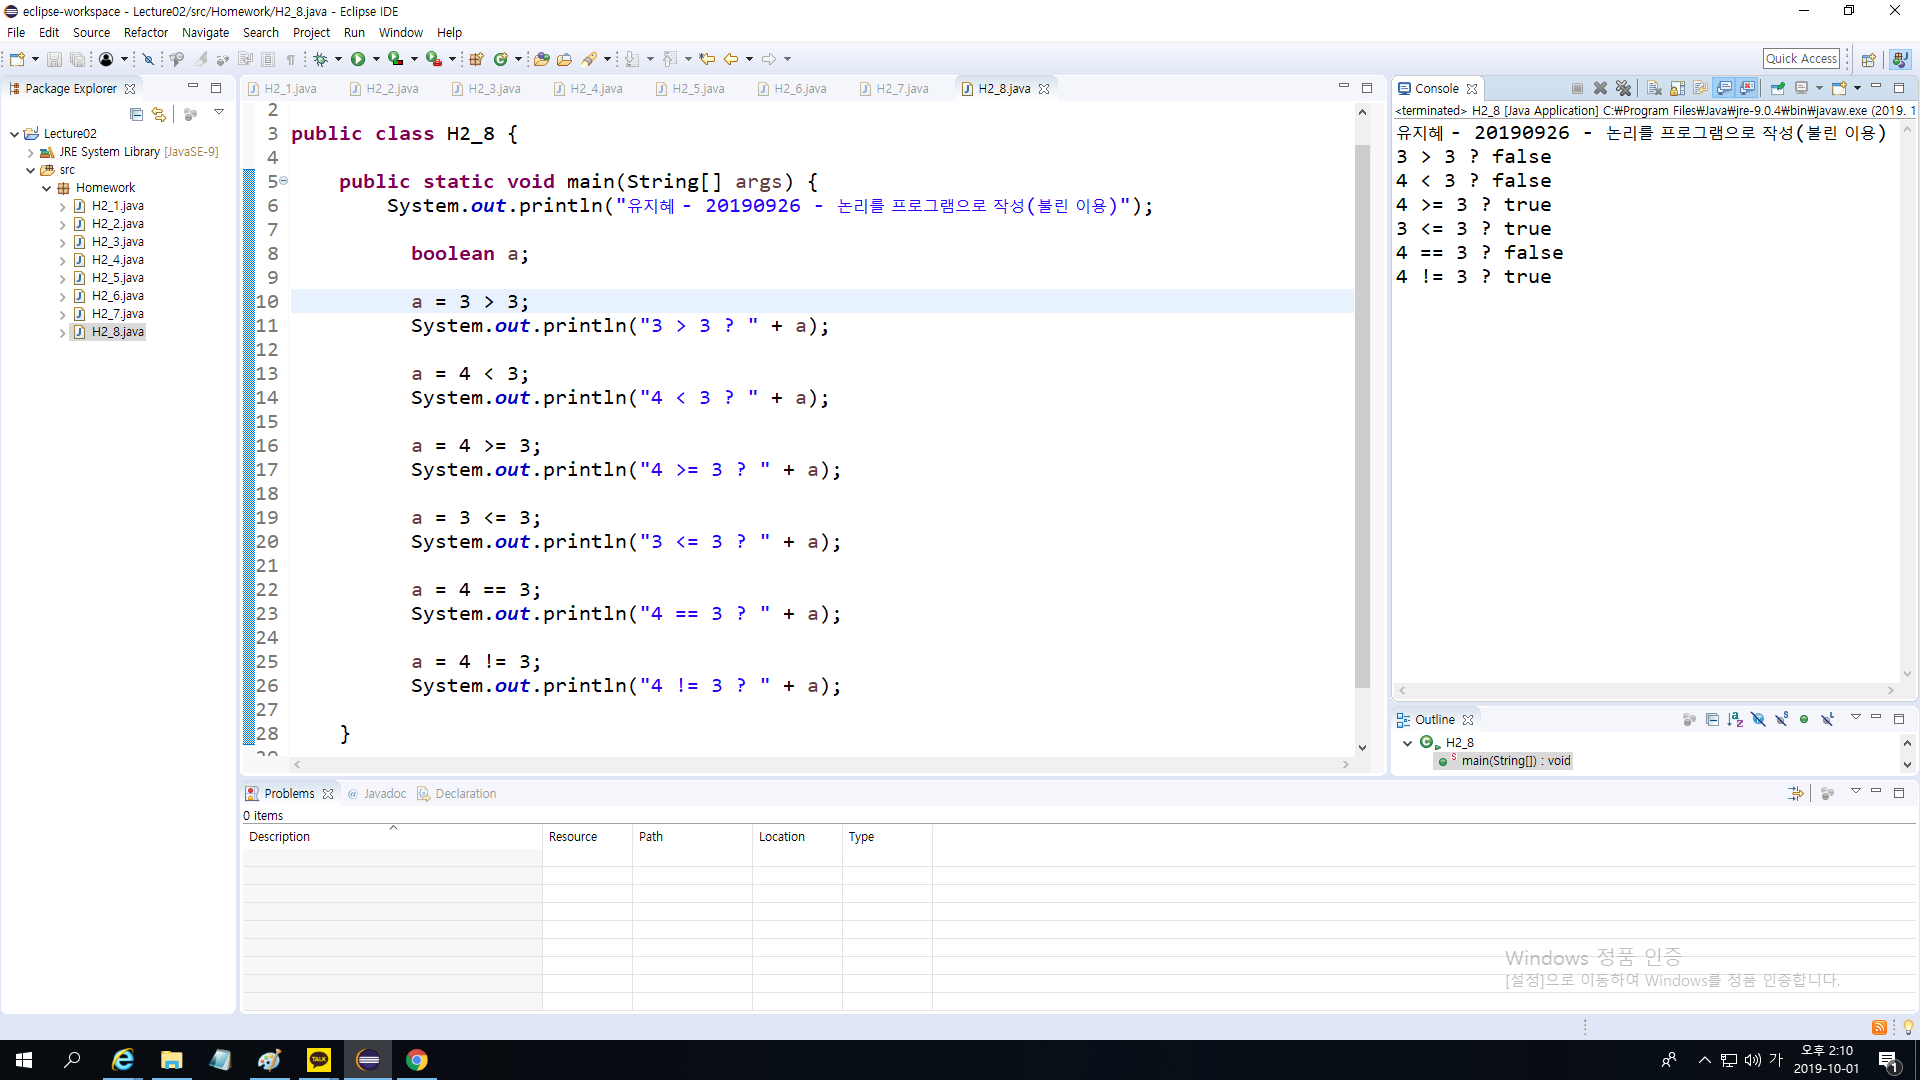 eclipse-workspace - Lecture02/src/Homework/H2_8.java - Eclipse IDE
File Edit Source Refactor Navigate Search Project Run Window Help
Quick Access
Package Explorer
Lecture02
JRE System Library [JavaSE-9]
src
Homework
H2_1.java
H2_2.java
H2_3.java
H2_4.java
H2_5.java
H2_6.java
H2_7.java
H2_8.java
H2_1.java H2_2.java H2_3.java H2_4.java H2_5.java H2_6.java H2_7.java H2_8.java
2
3 public class H2_8 {
4
5 public static void main(String[] args) {
6 System.out.println("유지혜 - 20190926 - 논리를 프로그램으로 작성(불린 이용)");
7
8 boolean a;
9
10 a = 3 > 3;
11 System.out.println("3 > 3 ? " + a);
12
13 a = 4 < 3;
14 System.out.println("4 < 3 ? " + a);
15
16 a = 4 >= 3;
17 System.out.println("4 >= 3 ? " + a);
18
19 a = 3 <= 3;
20 System.out.println("3 <= 3 ? " + a);
21
22 a = 4 == 3;
23 System.out.println("4 == 3 ? " + a);
24
25 a = 4 != 3;
26 System.out.println("4 != 3 ? " + a);
27
28 }
Console
<terminated> H2_8 [Java Application] C:₩Program Files₩Java₩jre-9.0.4₩bin₩javaw.exe (2019. 1
유지혜 - 20190926 - 논리를 프로그램으로 작성(불린 이용)
3 > 3 ? false
4 < 3 ? false
4 >= 3 ? true
3 <= 3 ? true
4 == 3 ? false
4 != 3 ? true
Outline
H2_8
main(String[]) : void
Problems Javadoc Declaration
0 items
Description Resource Path Location Type
Windows 정품 인증
[설정]으로 이동하여 Windows를 정품 인증합니다.
TALK
가
오후 2:10
2019-10-01
1